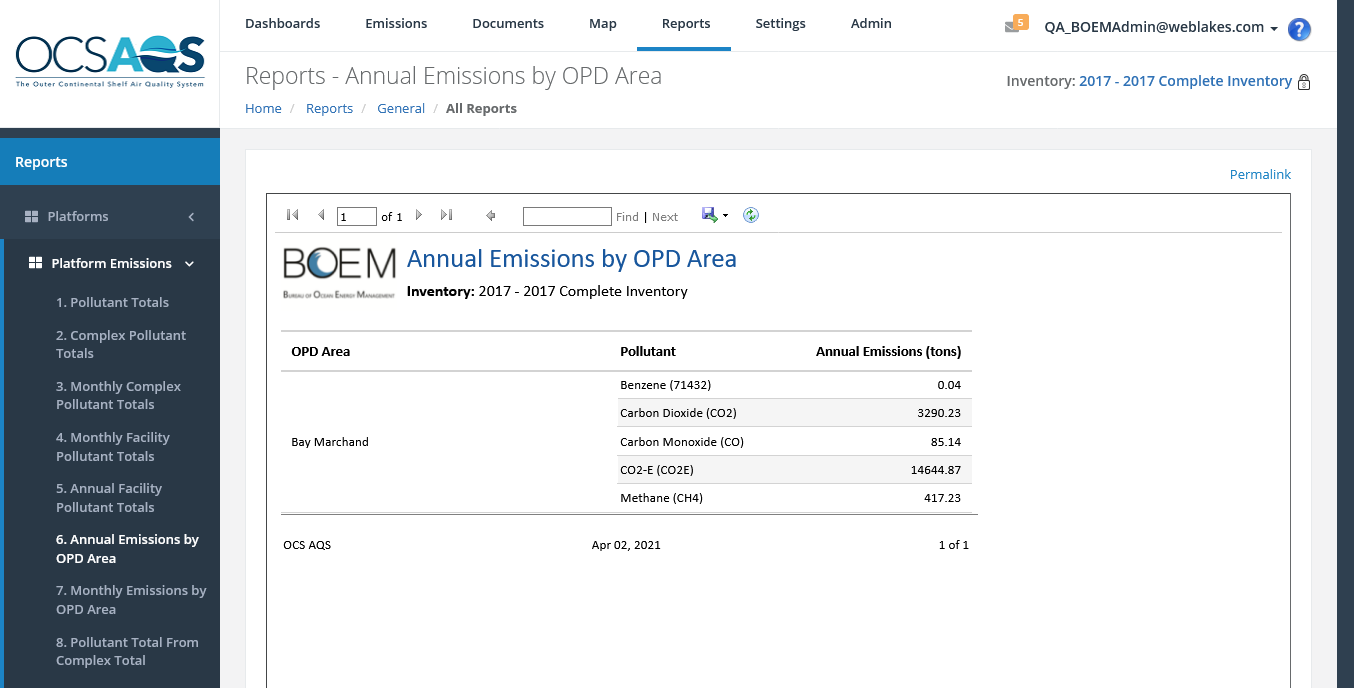 OCSAQS
The Outer Continental Shelf Air Quality System
Dashboards Emissions Documents Map Reports Settings Admin
5 QA_BOEMAdmin@weblakes.com ?
Reports - Annual Emissions by OPD Area
Inventory: 2017 - 2017 Complete Inventory
Home / Reports / General / All Reports
Reports
Platforms
Platform Emissions
1. Pollutant Totals
2. Complex Pollutant
Totals
3. Monthly Complex
Pollutant Totals
4. Monthly Facility
Pollutant Totals
5. Annual Facility
Pollutant Totals
6. Annual Emissions by
OPD Area
7. Monthly Emissions by
OPD Area
8. Pollutant Total From
Complex Total
Permalink
1 of 1 Find | Next
BOEM
Bureau of Ocean Energy Management
Annual Emissions by OPD Area
Inventory: 2017 - 2017 Complete Inventory
OPD Area Pollutant Annual Emissions (tons)
Benzene (71432) 0.04
Carbon Dioxide (CO2) 3290.23
Bay Marchand Carbon Monoxide (CO) 85.14
CO2-E (CO2E) 14644.87
Methane (CH4) 417.23
OCS AQS Apr 02, 2021 1 of 1